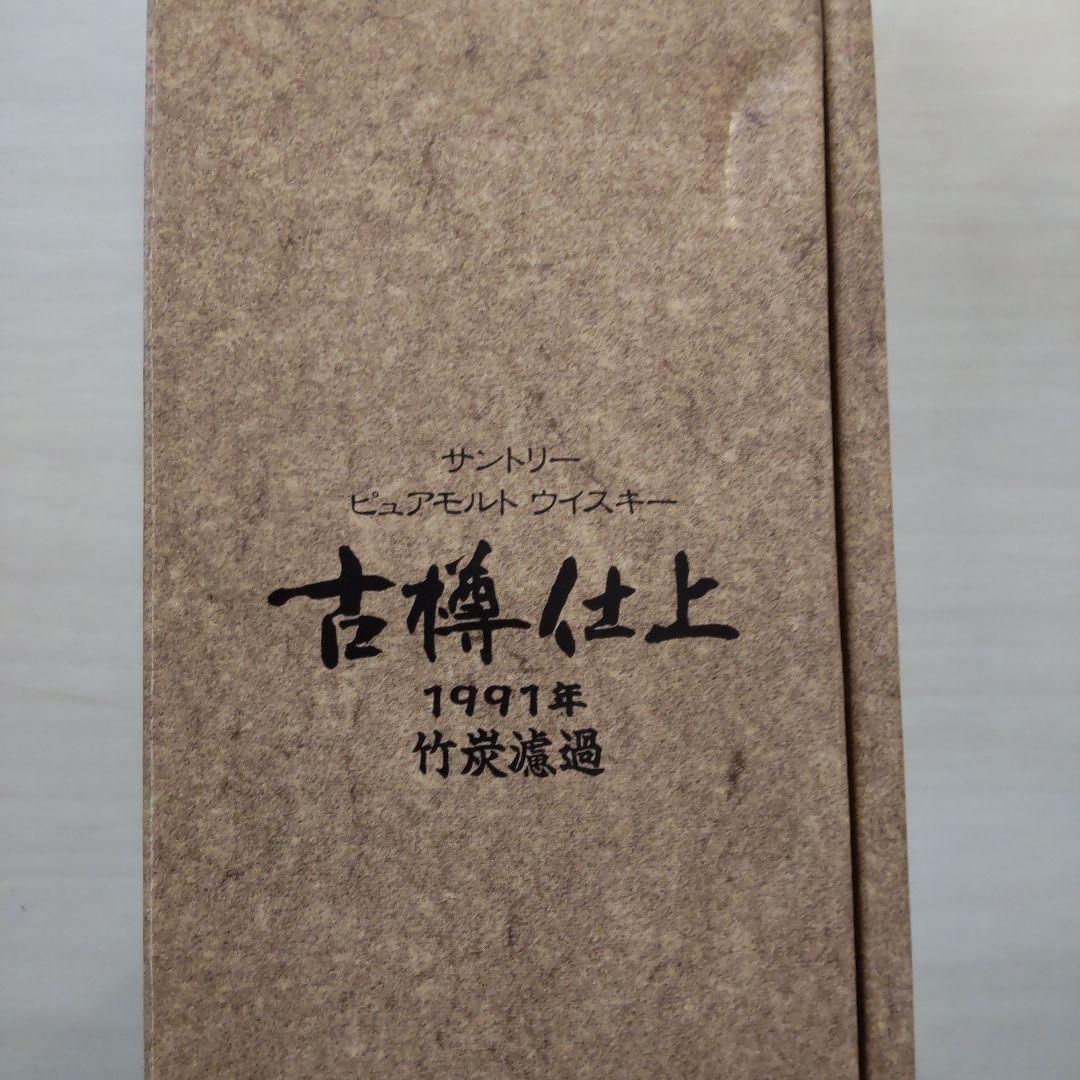 サントリー
ピュアモルト ウイスキー
古樽仕上
1991年
竹炭濾過